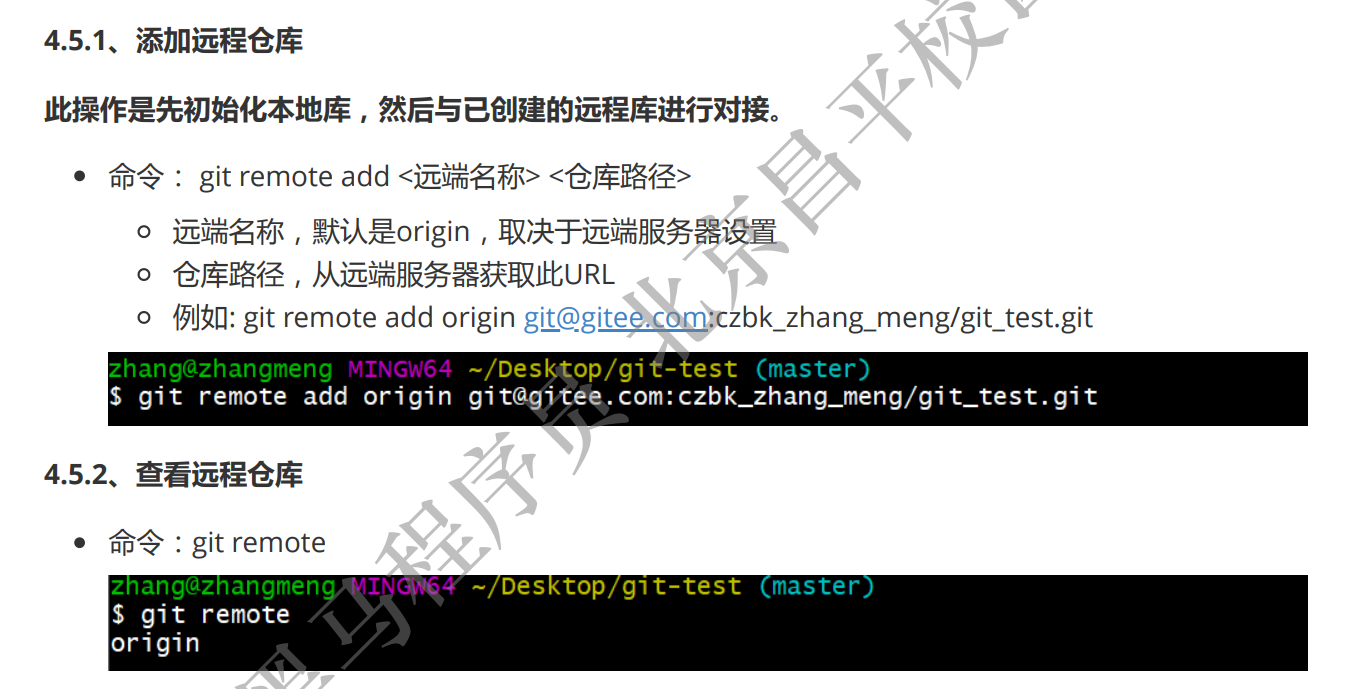 4.5.1、添加远程仓库
此操作是先初始化本地库，然后与已创建的远程库进行对接。
命令： git remote add <远端名称> <仓库路径>
远端名称，默认是origin，取决于远端服务器设置
仓库路径，从远端服务器获取此URL
例如: git remote add origin git@gitee.com:czbk_zhang_meng/git_test.git
zhang@zhangmeng MINGW64 ~/Desktop/git-test (master)
$ git remote add origin git@gitee.com:czbk_zhang_meng/git_test.git
4.5.2、查看远程仓库
命令：git remote
zhang@zhangmeng MINGW64 ~/Desktop/git-test (master)
$ git remote
origin
黑马程序员 北京昌平校